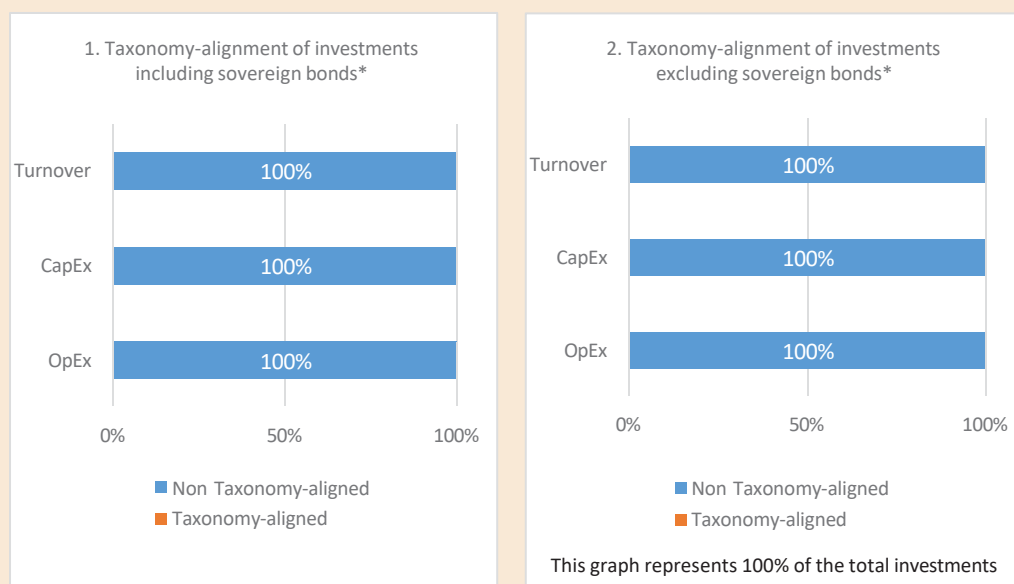 1. Taxonomy-alignment of investments
including sovereign bonds*
Turnover
100%
CapEx
100%
OpEx
100%
0%
50%
100%
Non Taxonomy-aligned
Taxonomy-aligned
2. Taxonomy-alignment of investments
excluding sovereign bonds*
Turnover
100%
CapEx
100%
OpEx
100%
0%
50%
100%
Non Taxonomy-aligned
Taxonomy-aligned
This graph represents 100% of the total investments